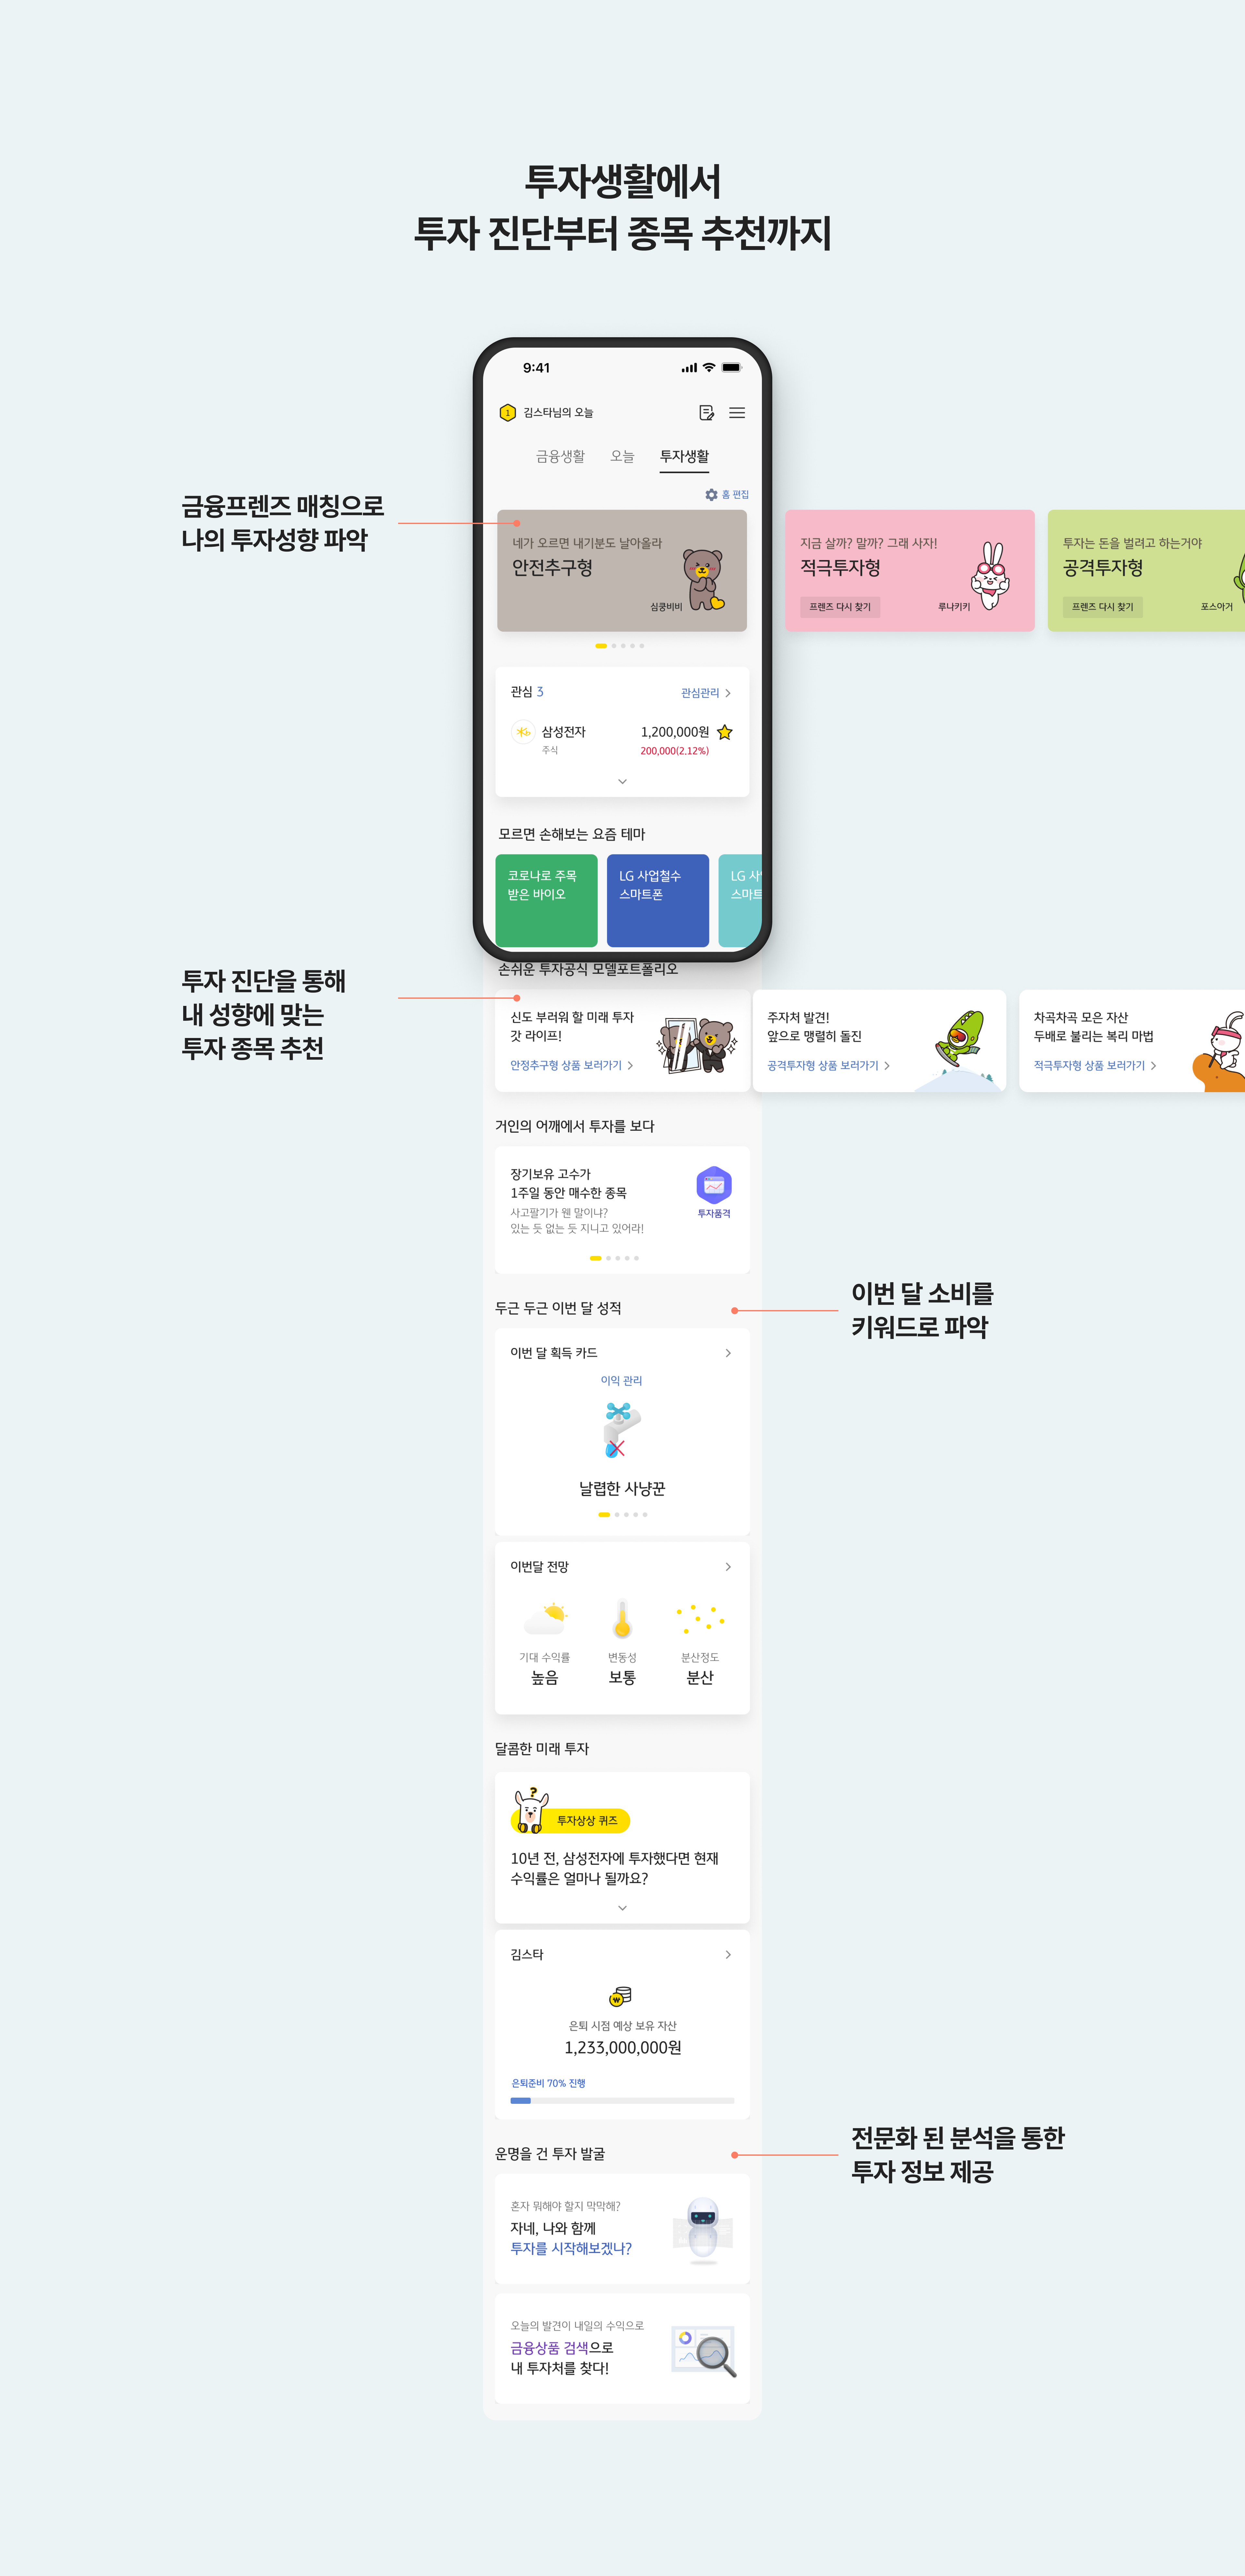 투자생활에서
투자 진단부터 종목 추천까지
9:41
1
김스타님의 오늘
금융생활
오늘
투자생활
홈 편집
금융프렌즈 매칭으로
나의 투자성향 파악
네가 오르면 내기분도 날아올라
안전추구형
심쿵비비
지금 살까? 말까? 그래 사자!
적극투자형
프렌즈 다시 찾기
루나키키
투자는 돈을 벌려고 하는거야
공격투자형
프렌즈 다시 찾기
포스아거
관심 3
관심관리
삼성전자
1,200,000원
주식
200,000(2.12%)
모르면 손해보는 요즘 테마
코로나로 주목
받은 바이오
LG 사업철수
스마트폰
LG 사
스마트
투자 진단을 통해
내 성향에 맞는
투자 종목 추천
손쉬운 투자공식 모델포트폴리오
신도 부러워 할 미래 투자
갓 라이프!
안정추구형 상품 보러가기
주자처 발견!
앞으로 맹렬히 돌진
공격투자형 상품 보러가기
차곡차곡 모은 자산
두배로 불리는 복리 마법
적극투자형 상품 보러가기
거인의 어깨에서 투자를 보다
장기보유 고수가
1주일 동안 매수한 종목
사고팔기가 웬 말이냐?
있는 듯 없는 듯 지니고 있어라!
투자품격
두근 두근 이번 달 성적
이번 달 소비를
키워드로 파악
이번 달 획득 카드
이익 관리
날렵한 사냥꾼
이번달 전망
기대 수익률
높음
변동성
보통
분산정도
분산
달콤한 미래 투자
?
투자상상 퀴즈
10년 전, 삼성전자에 투자했다면 현재
수익률은 얼마나 될까요?
김스타
₩
은퇴 시점 예상 보유 자산
1,233,000,000원
은퇴준비 70% 진행
운명을 건 투자 발굴
전문화 된 분석을 통한
투자 정보 제공
혼자 뭐해야 할지 막막해?
자네, 나와 함께
투자를 시작해보겠나?
오늘의 발견이 내일의 수익으로
금융상품 검색으로
내 투자처를 찾다!